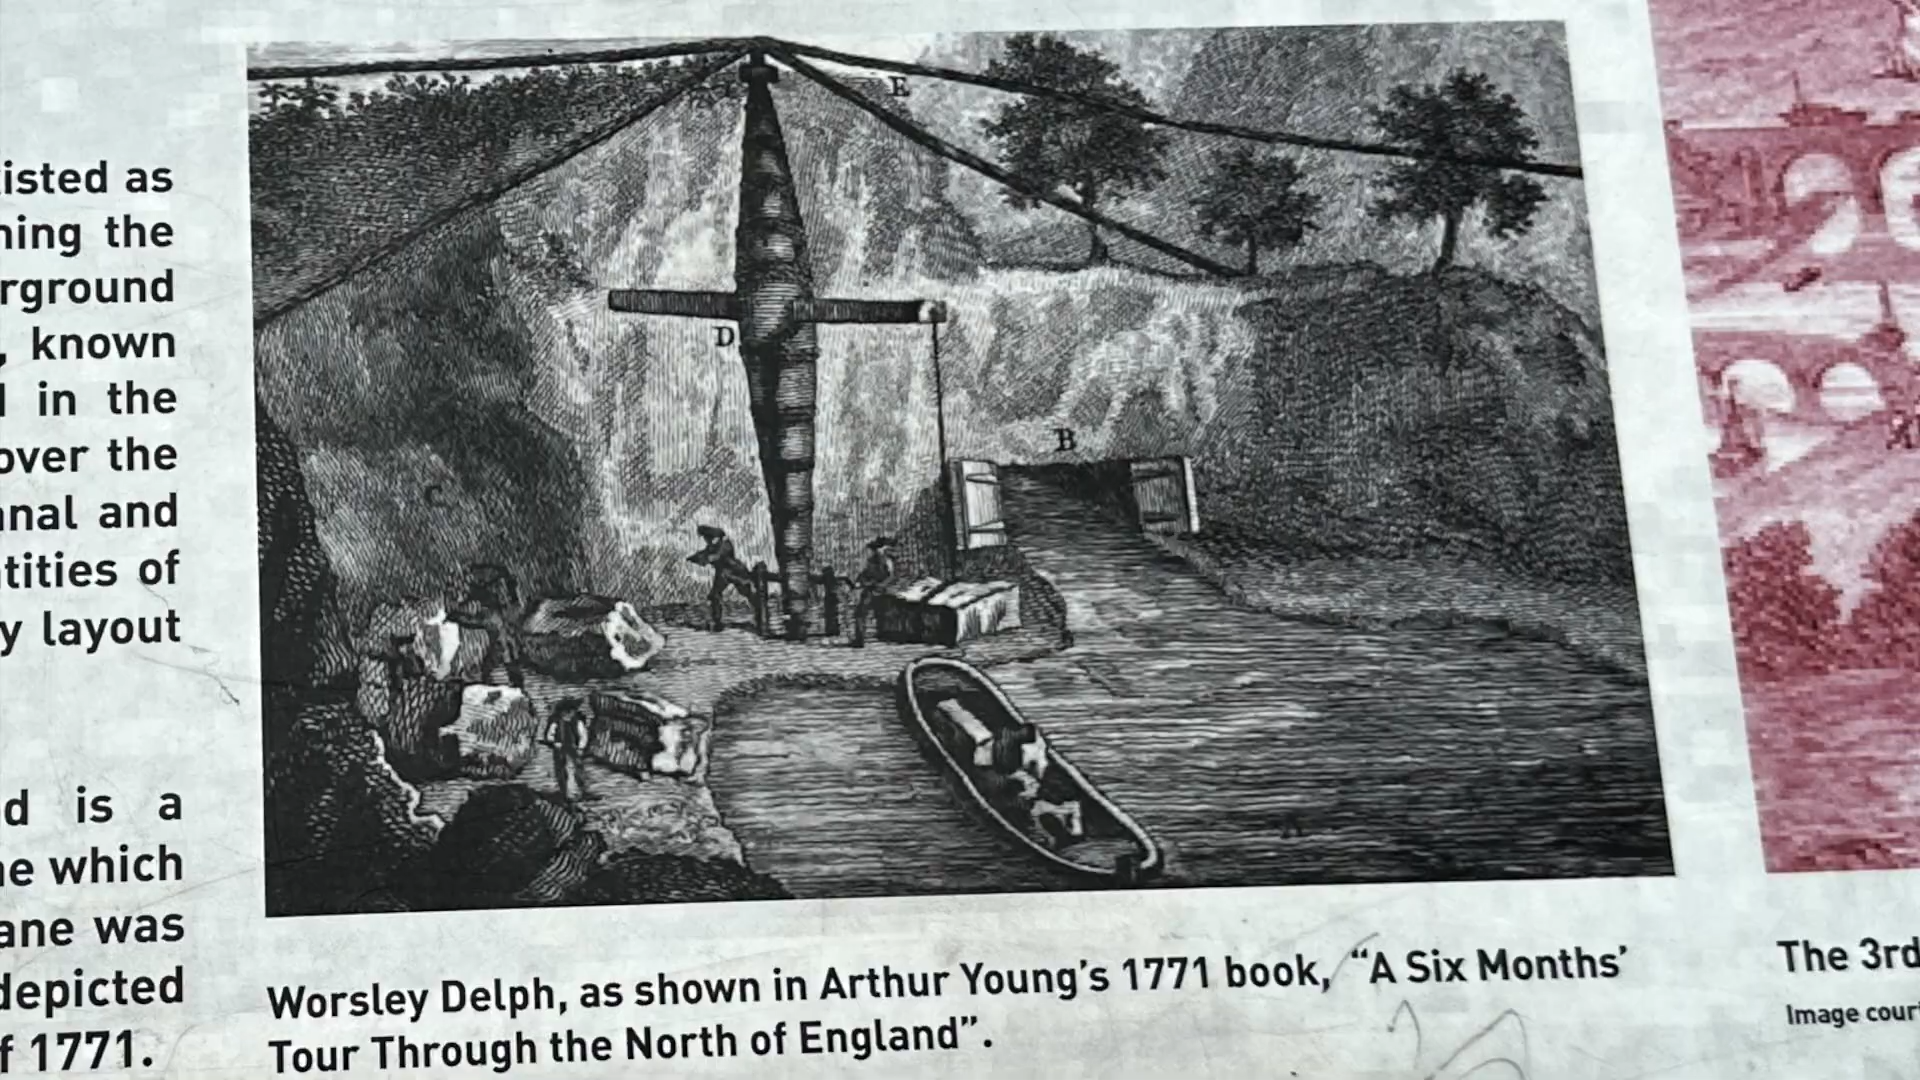 isted as
ning the
rground
, known
in the
over the
anal and
tities of
y layout
d is a
e which
ane was
depicted
f 1771.
E
D
B
C
A
Worsley Delph, as shown in Arthur Young's 1771 book, “A Six Months’
Tour Through the North of England”.
The 3rd
Image cour